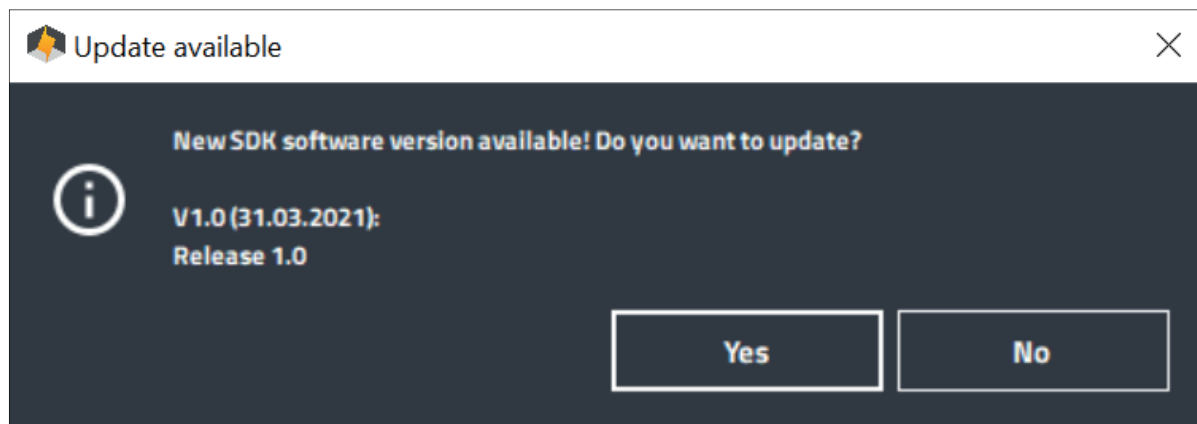 Update available
New SDK software version available! Do you want to update?
V1.0 (31.03.2021):
Release 1.0
Yes
No